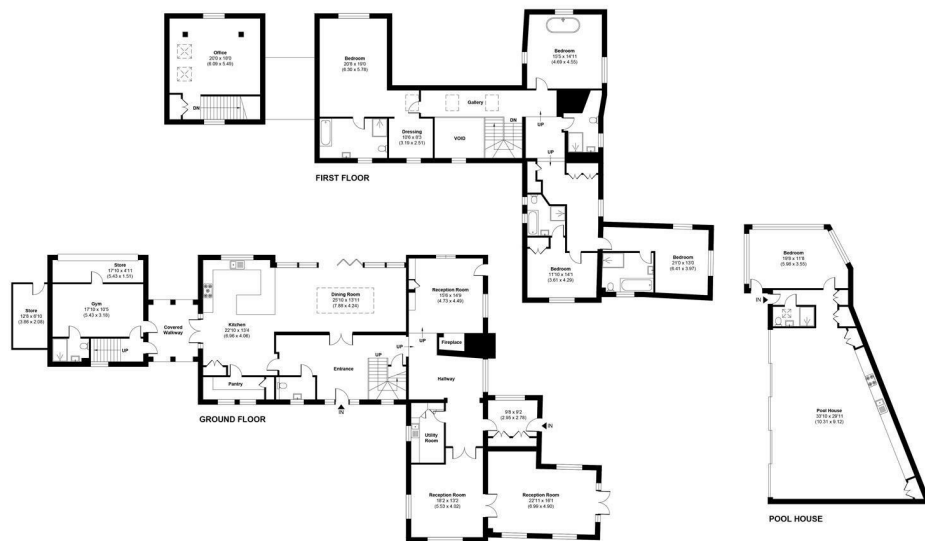 Office
20'0 x 18'0
(6.09 x 5.49)
DN
Bedroom
20'8 x 19'0
(6.30 x 5.78)
Dressing
10'6 x 8'3
(3.19 x 2.51)
Gallery
VOID
DN
UP
UP
Bedroom
15'5 x 14'11
(4.69 x 4.55)
Bedroom
11'10 x 14'1
(3.61 x 4.29)
Bedroom
21'0 x 13'0
(6.41 x 3.97)
FIRST FLOOR
Store
17'10 x 4'11
(5.43 x 1.51)
Gym
17'10 x 10'5
(5.43 x 3.18)
Store
12'8 x 6'10
(3.86 x 2.08)
UP
Covered
Walkway
Kitchen
22'10 x 13'4
(6.96 x 4.06)
Pantry
Dining Room
25'10 x 13'11
(7.88 x 4.24)
Entrance
UP
UP
UP
IN
Reception Room
15'6 x 14'9
(4.73 x 4.49)
Fireplace
Hallway
9'8 x 9'2
(2.95 x 2.78)
IN
Utility
Room
Reception Room
18'2 x 13'2
(5.53 x 4.02)
Reception Room
22'11 x 16'1
(6.99 x 4.90)
GROUND FLOOR
Bedroom
19'8 x 11'8
(5.98 x 3.55)
IN
Pool House
33'10 x 29'11
(10.31 x 9.12)
POOL HOUSE